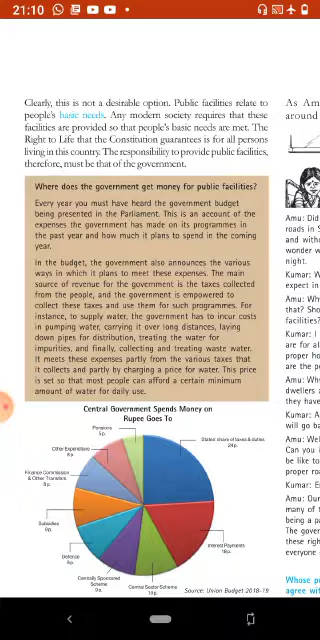 21:10
Clearly, this is not a desirable option. Public facilities relate to
people's basic needs. Any modern society requires that these
facilities are provided so that people's basic needs are met. The
Right to Life that the Constitution guarantees is for all persons
living in this country. The responsibility to provide public facilities,
therefore, must be that of the government.
Where does the government get money for public facilities?
Every year you must have heard the government budget
being presented in the Parliament. This is an account of the
expenses the government has made on its programmes in
the past year and how much it plans to spend in the coming
year.
In the budget, the government also announces the various
ways in which it plans to meet these expenses. The main
source of revenue for the government is the taxes collected
from the people, and the government is empowered to
collect these taxes and use them for such programmes. For
instance, to supply water, the government has to incur costs
in pumping water, carrying it over long distances, laying
down pipes for distribution, treating the water for
impurities, and finally, collecting and treating waste water.
It meets these expenses partly from the various taxes that
it collects and partly by charging a price for water. This price
is set so that most people can afford a certain minimum
amount of water for daily use.
Central Government Spends Money on
Rupee Goes To
Pensions
5 p.
States' share of taxes & duties
24 p.
Other Expenditure
8 p.
Finance Commission
& Other Transfers
8 p.
Subsidies
9 p.
Interest Payments
18 p.
Defence
9 p.
Centrally Sponsored
Scheme
9 p.
Central Sector Scheme
10 p.
Source: Union Budget 2018-19
As Am
around
Amu: Did
roads in S
and witho
wonder w
night.
Kumar: W
expect in
Amu: Why
that? Sho
facilities?
Kumar: I
are for al
proper ho
are the p
Amu: Wha
dwellers a
they have
Kumar: A
will go ba
Amu: Wel
Can you i
be like to
proper roa
Kumar: E
Amu: Our
many of t
being a pa
The gover
these righ
everyone
Whose po
agree wit